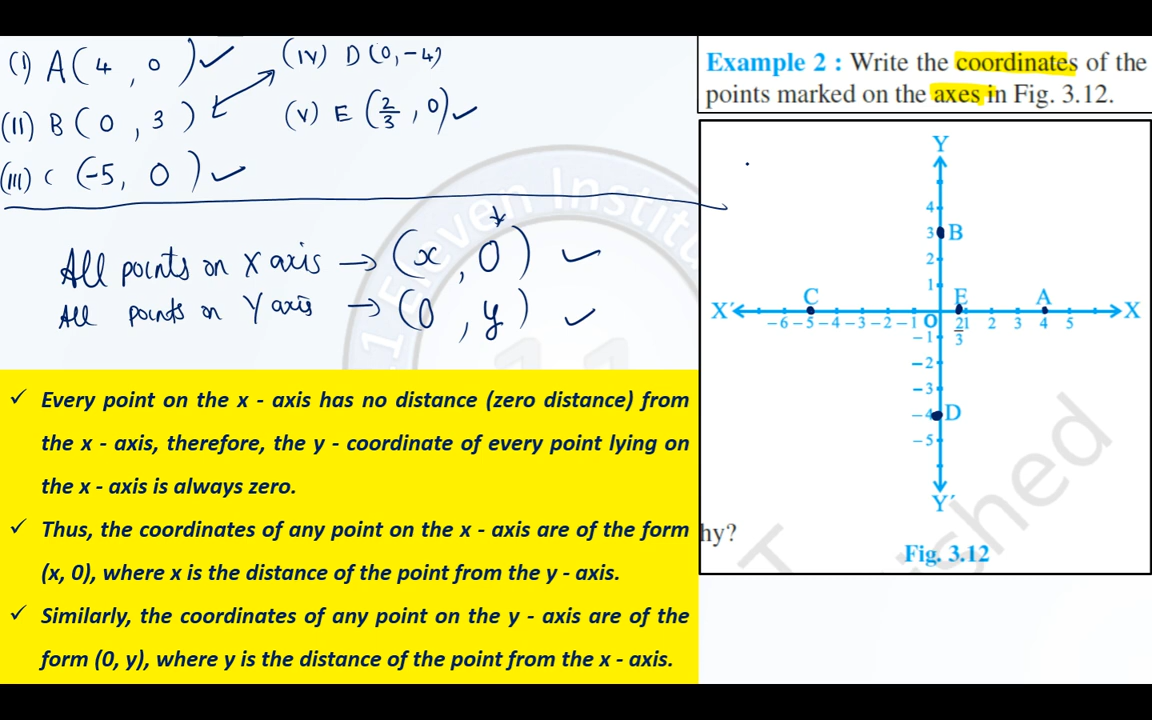 (I) A(4, 0) ✓
(II) B(0, 3)
(III) C (-5, 0) ✓
(IV) D(0, -4)
(V) E (2/3, 0) ✓
All points on X axis → (x, 0) ✓
All points on Y axis → (0, y) ✓
✓ Every point on the x - axis has no distance (zero distance) from
the x - axis, therefore, the y - coordinate of every point lying on
the x - axis is always zero.
✓ Thus, the coordinates of any point on the x - axis are of the form
(x, 0), where x is the distance of the point from the y - axis.
✓ Similarly, the coordinates of any point on the y - axis are of the
form (0, y), where y is the distance of the point from the x - axis.
Example 2 : Write the coordinates of the
points marked on the axes in Fig. 3.12.
Y
4
3 B
2
1
C E A
X′ X
-6 -5 -4 -3 -2 -1 O 2/3 1 2 3 4 5
-1
-2
-3
-4 D
-5
Y′
hy?
Fig. 3.12
Eleven Institu
ished